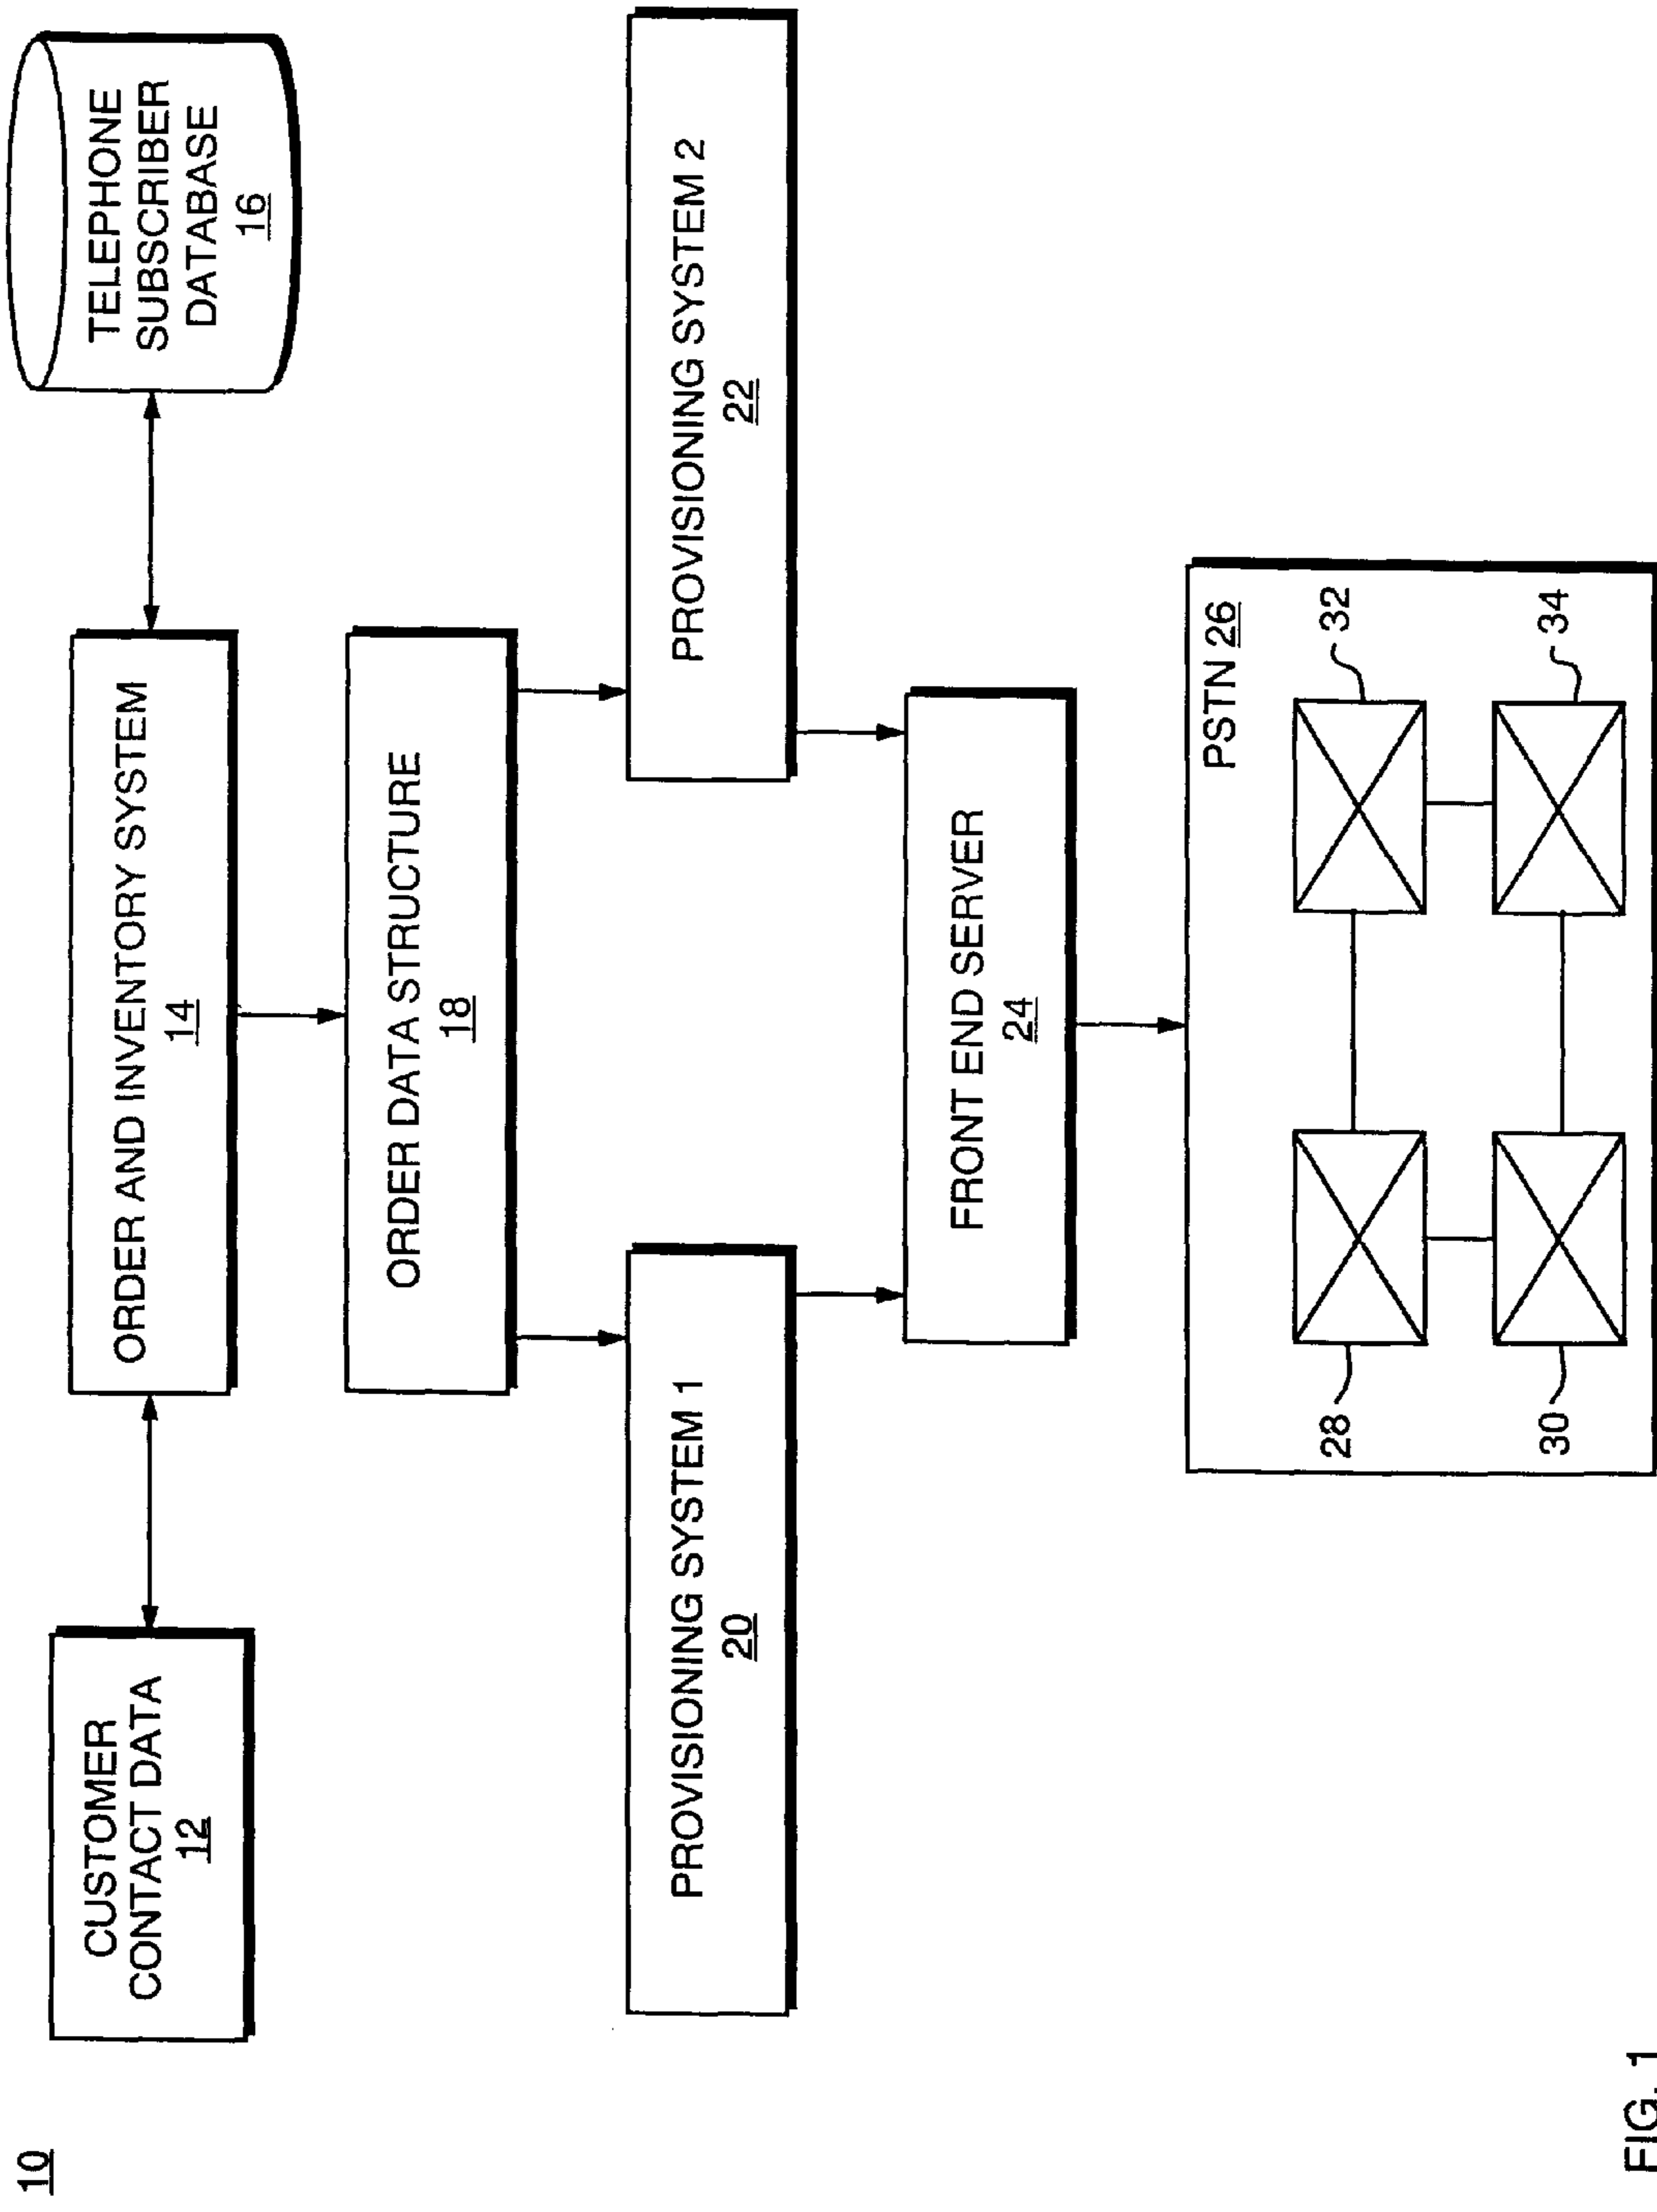 10
CUSTOMER
CONTACT DATA
12
ORDER AND INVENTORY SYSTEM
14
TELEPHONE
SUBSCRIBER
DATABASE
16
ORDER DATA STRUCTURE
18
PROVISIONING SYSTEM 1
20
PROVISIONING SYSTEM 2
22
FRONT END SERVER
24
PSTN 26
28
32
30
34
FIG. 1